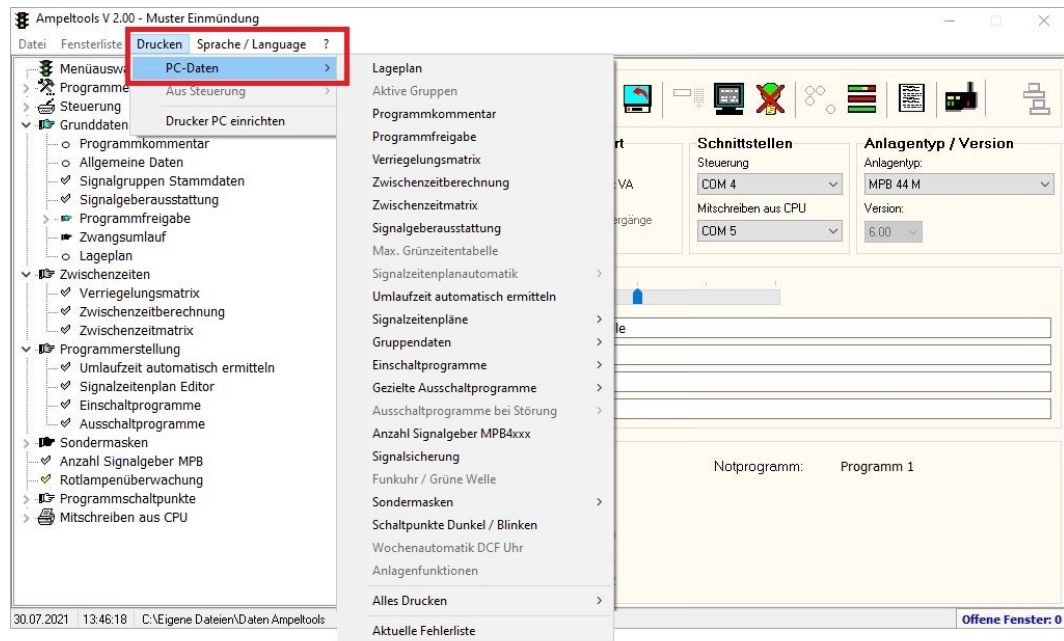 Ampeltools V 2.00 - Muster Einmündung
Datei Fensterliste Drucken Sprache / Language ?
PC-Daten
Aus Steuerung
Drucker PC einrichten
Programme
Steuerung
Grunddaten
Programmkommentar
Allgemeine Daten
Signalgruppen Stammdaten
Signalgeberausstattung
Programmfreigabe
Zwangsumlauf
Lageplan
Zwischenzeiten
Verriegelungsmatrix
Zwischenzeitberechnung
Zwischenzeitmatrix
Programmerstellung
Umlaufzeit automatisch ermitteln
Signalzeitenplan Editor
Einschaltprogramme
Ausschaltprogramme
Sondermasken
Anzahl Signalgeber MPB
Rotlampenüberwachung
Programmschaltpunkte
Mitschreiben aus CPU
Lageplan
Aktive Gruppen
Programmkommentar
Programmfreigabe
Verriegelungsmatrix
Zwischenzeitberechnung
Zwischenzeitmatrix
Signalgeberausstattung
Max. Grünzeitentabelle
Signalzeitenplanautomatik
Umlaufzeit automatisch ermitteln
Signalzeitenpläne
Gruppendaten
Einschaltprogramme
Gezielte Ausschaltprogramme
Ausschaltprogramme bei Störung
Anzahl Signalgeber MPB4xxx
Signalsicherung
Funkuhr / Grüne Welle
Sondermasken
Schaltpunkte Dunkel / Blinken
Wochenautomatik DCF Uhr
Anlagenfunktionen
Alles Drucken
Aktuelle Fehlerliste
VA
Schnittstellen
Steuerung
COM 4
Mitschreiben aus CPU
COM 5
Anlagentyp / Version
Anlagentyp:
MPB 44 M
Version:
6.00
Notprogramm: Programm 1
30.07.2021 13:46:18 C:\Eigene Dateien\Daten Ampeltools
Offene Fenster: 0